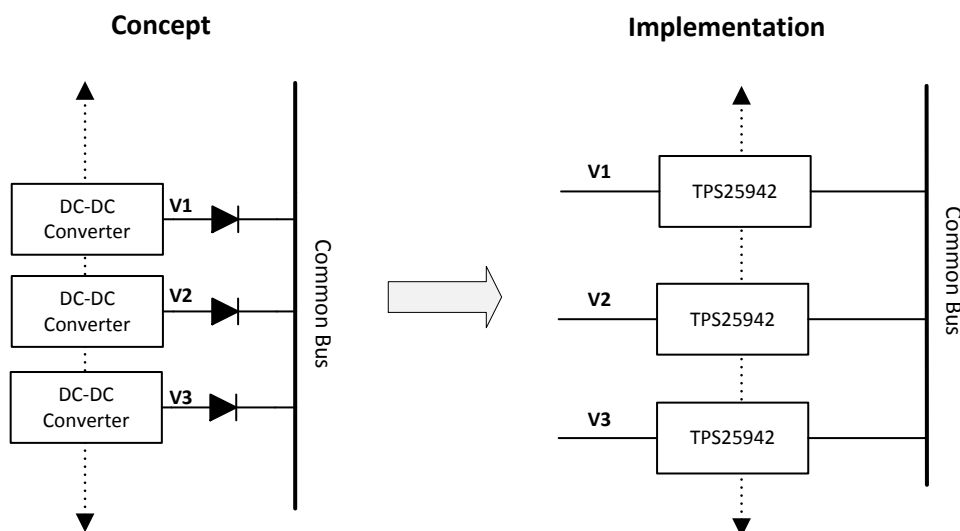 Concept
DC-DC
Converter
V1
DC-DC
Converter
V2
DC-DC
Converter
V3
Common Bus
Implementation
V1
TPS25942
V2
TPS25942
V3
TPS25942
Common Bus